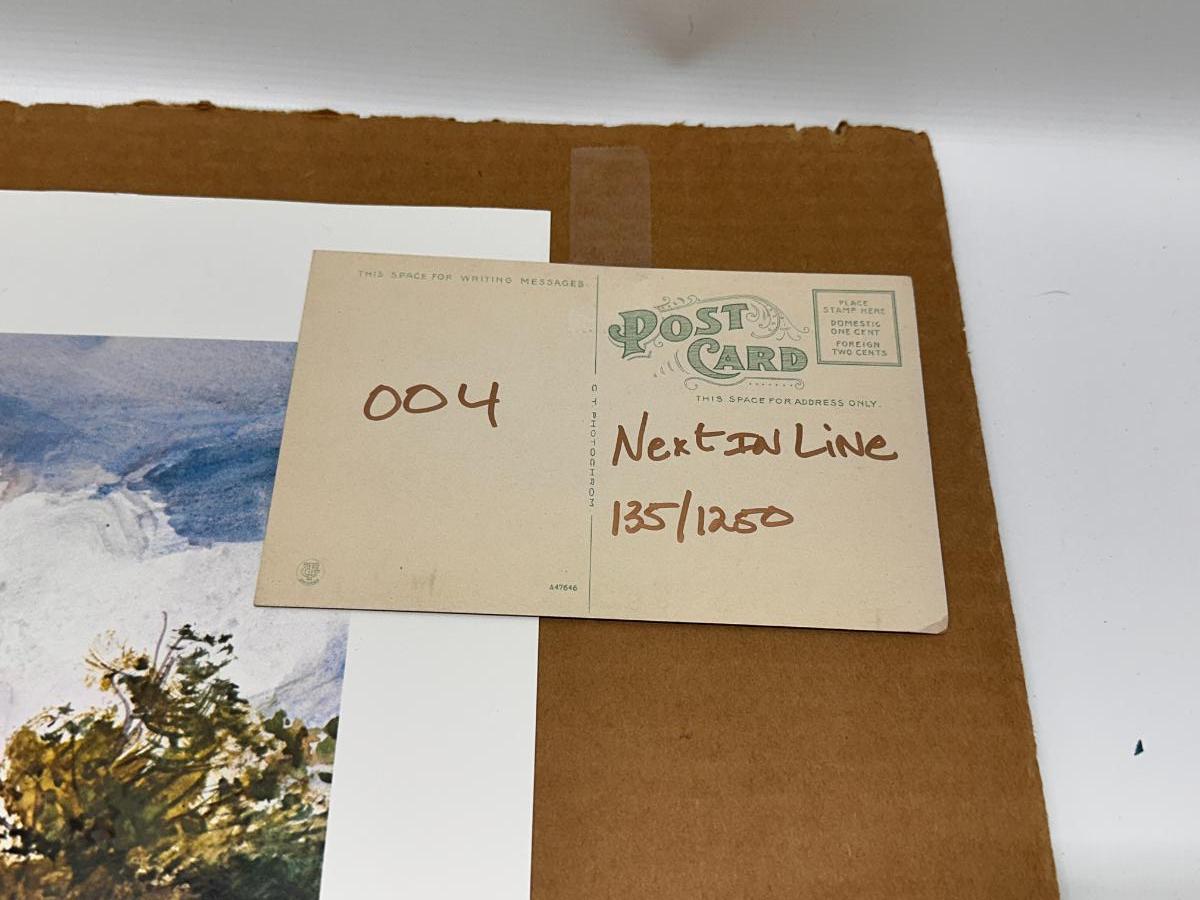 THIS SPACE FOR WRITING MESSAGES.
POST
CARD
PLACE
STAMP HERE
DOMESTIC
ONE CENT
FOREIGN
TWO CENTS
THIS SPACE FOR ADDRESS ONLY.
004
C T PHOTOCHROM
Next IN LiNe
135/1250
A47646